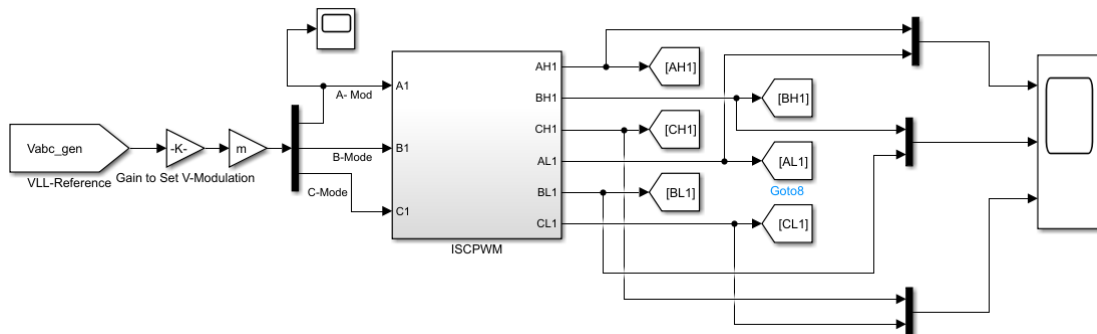 Vabc_gen
VLL-Reference
-K-
Gain to Set V-Modulation
m
A- Mod
B-Mode
C-Mode
A1
B1
C1
AH1
BH1
CH1
AL1
BL1
CL1
ISCPWM
[AH1]
[BH1]
[CH1]
[AL1]
Goto8
[BL1]
[CL1]